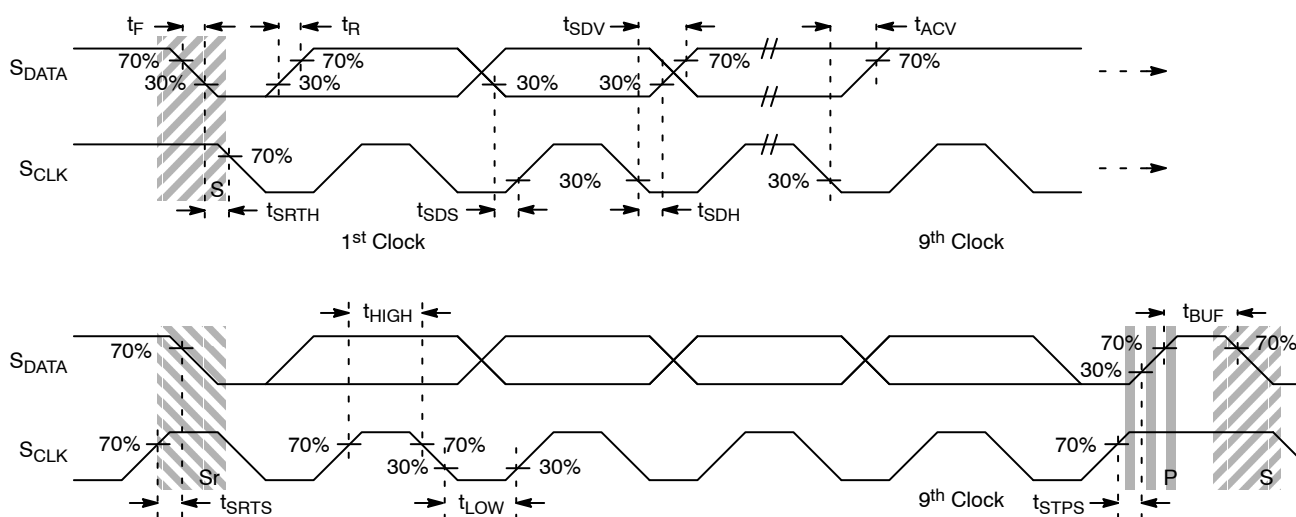 tF tR tSDV tACV
SDATA 70% 70% 70% 70%
30% 30% 30% 30%
SCLK 70% 30% 30%
S
tSRTH tSDS tSDH
1st Clock 9th Clock
tHIGH tBUF
SDATA 70% 70% 70%
30%
SCLK 70% 70% 70% 70%
30% 30%
Sr P S
tSRTS tLOW 9th Clock tSTPS